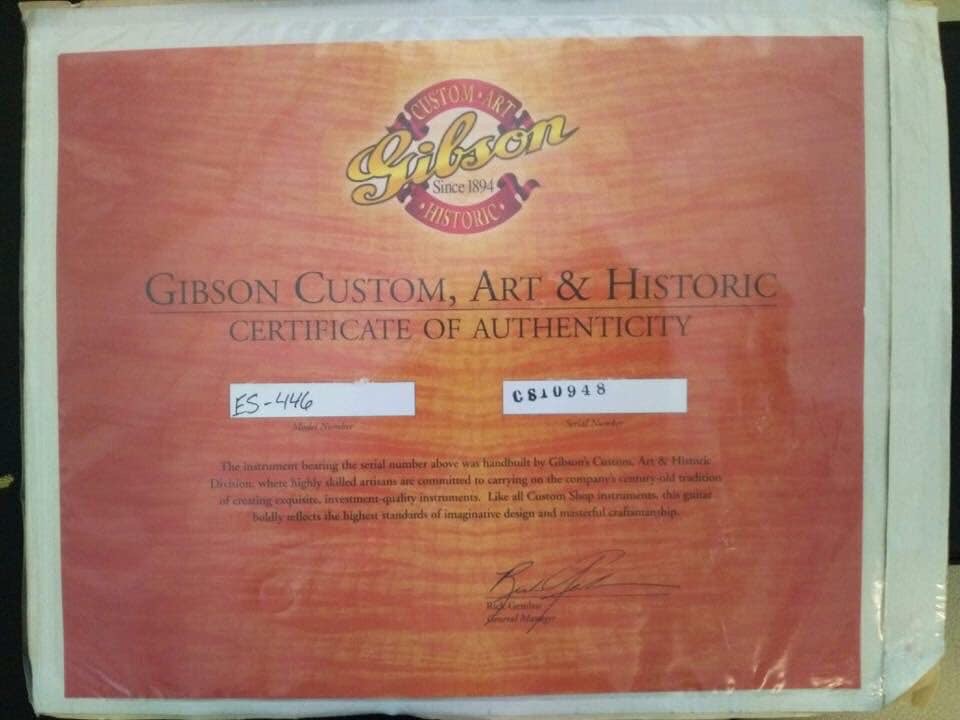 CUSTOM • ART
Gibson
Since 1894
• HISTORIC •
GIBSON CUSTOM, ART & HISTORIC
CERTIFICATE OF AUTHENTICITY
ES-446
CS10948
Model Number
Serial Number
The instrument bearing the serial number above was handbuilt by Gibson's Custom, Art & Historic
Division, where highly skilled artisans are committed to carrying on the company's century-old tradition
of creating exquisite, investment-quality instruments. Like all Custom Shop instruments, this guitar
boldly reflects the highest standards of imaginative design and masterful craftsmanship.
Rick Gembar
General Manager